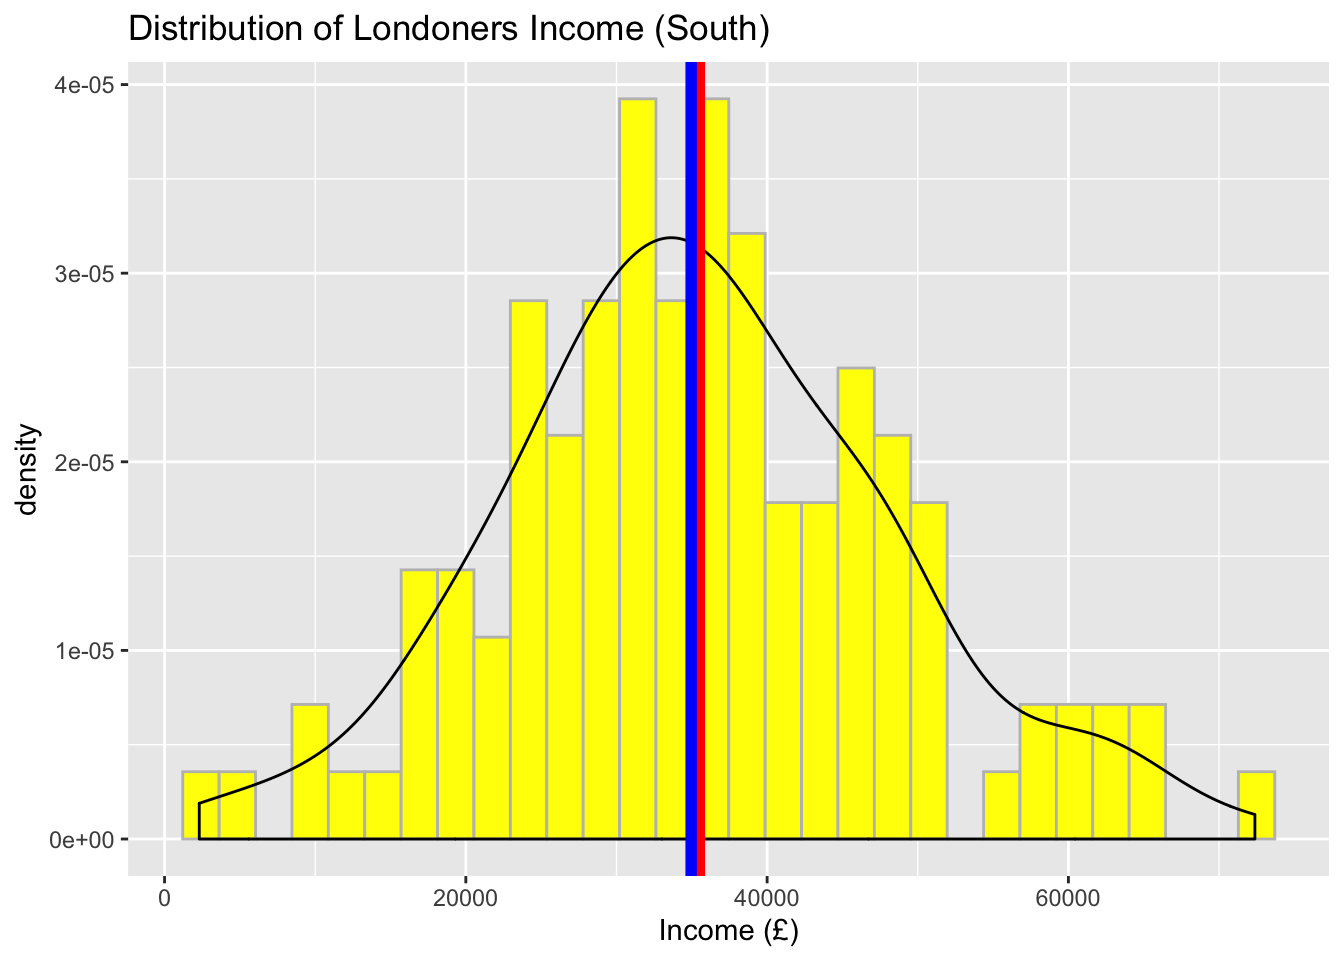 Distribution of Londoners Income (South)
4e-05
3e-05
2e-05
1e-05
0e+00
density
0 20000 40000 60000
Income (£)